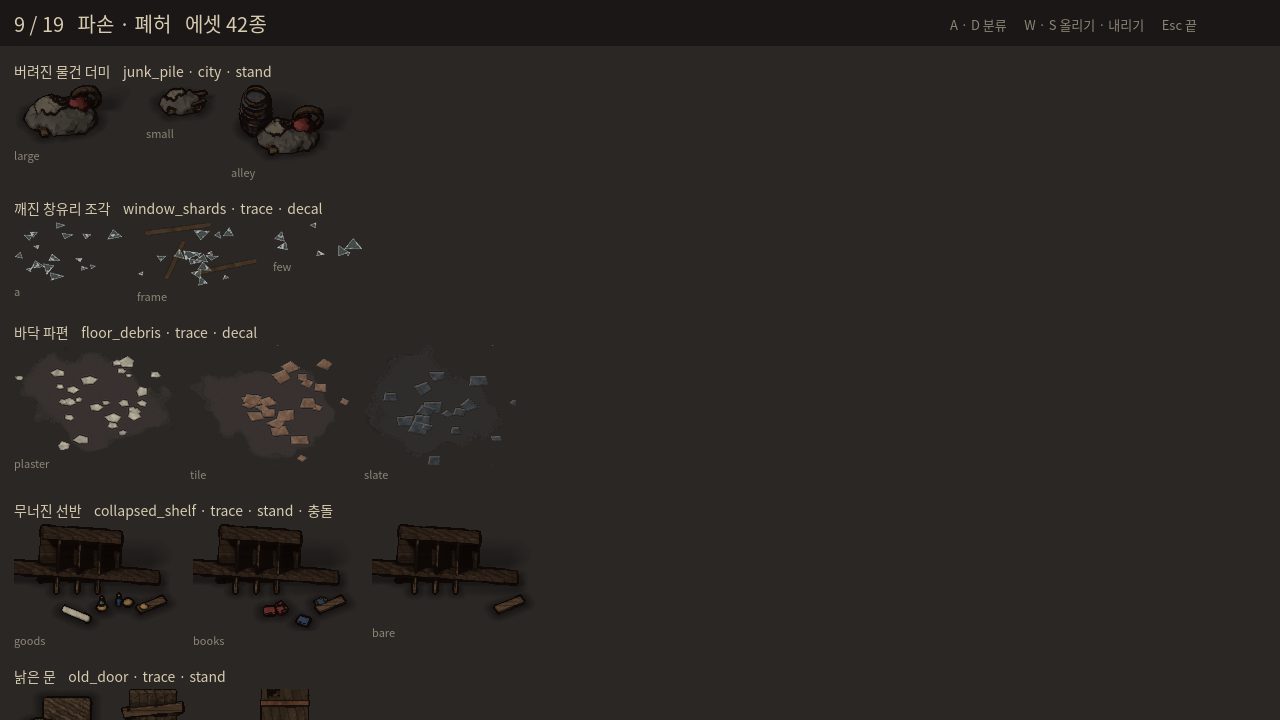 9 / 19 파손 · 폐허 에셋 42종
A · D 분류 W · S 올리기 · 내리기 Esc 끝
버려진 물건 더미 junk_pile · city · stand
large
small
alley
깨진 창유리 조각 window_shards · trace · decal
a
frame
few
바닥 파편 floor_debris · trace · decal
plaster
tile
slate
무너진 선반 collapsed_shelf · trace · stand · 충돌
goods
books
bare
낡은 문 old_door · trace · stand